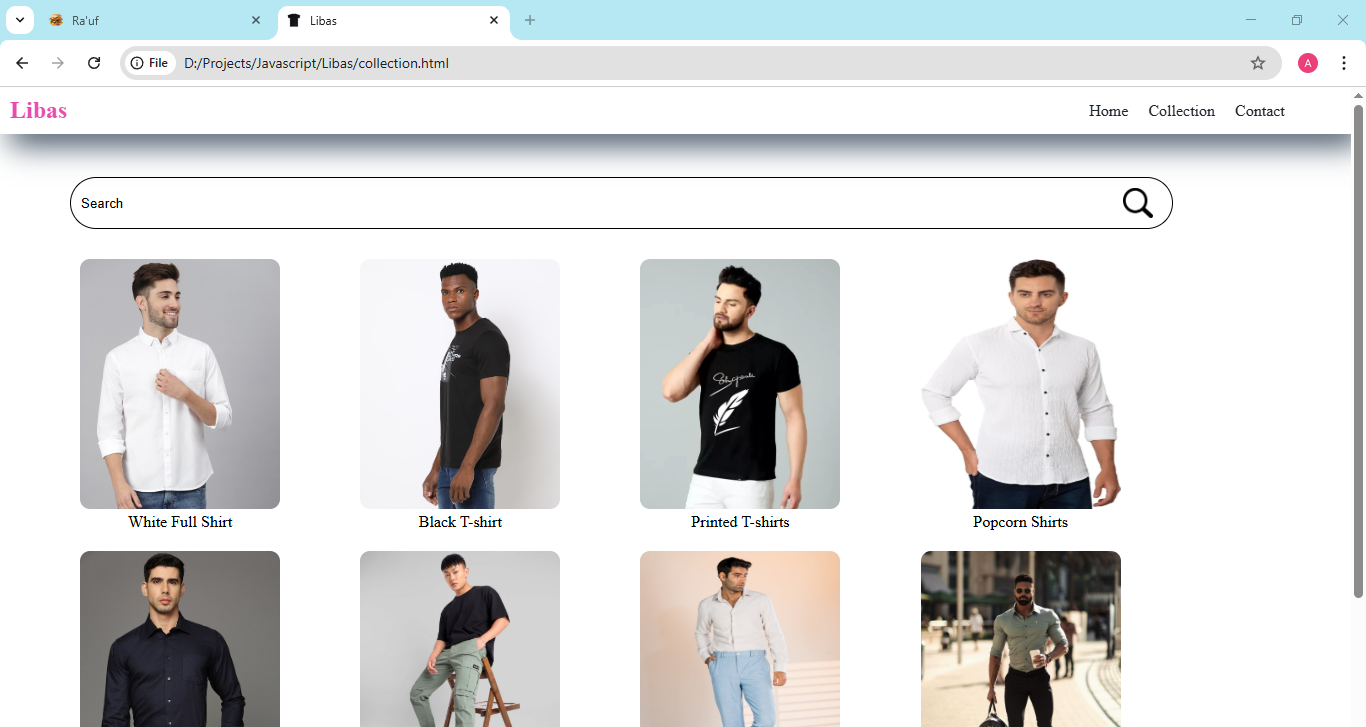 Ra'uf
Libas
File
D:/Projects/Javascript/Libas/collection.html
A
Libas
Home Collection Contact
Search
White Full Shirt
Black T-shirt
Printed T-shirts
Popcorn Shirts